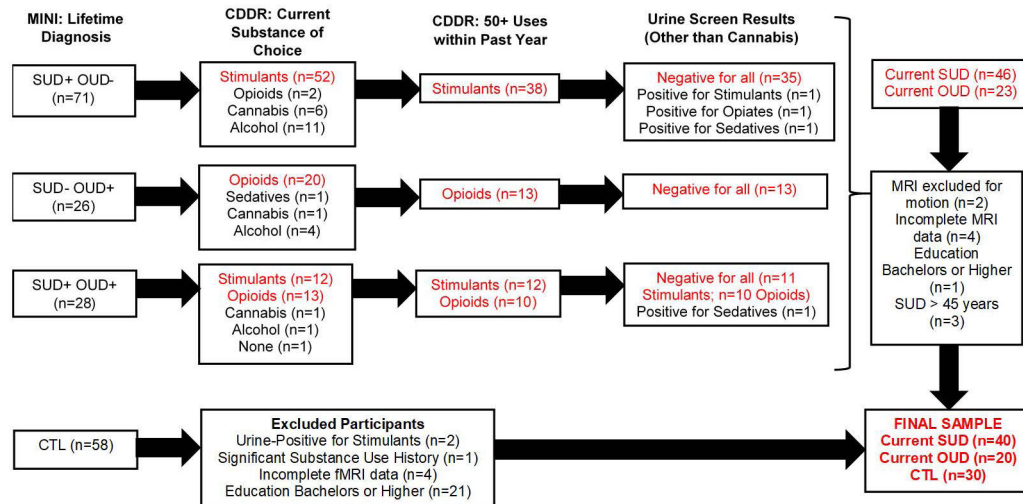 MINI: Lifetime
Diagnosis
CDDR: Current
Substance of
Choice
CDDR: 50+ Uses
within Past Year
Urine Screen Results
(Other than Cannabis)
SUD+ OUD-
(n=71)
Stimulants (n=52)
Opioids (n=2)
Cannabis (n=6)
Alcohol (n=11)
Stimulants (n=38)
Negative for all (n=35)
Positive for Stimulants (n=1)
Positive for Opiates (n=1)
Positive for Sedatives (n=1)
Current SUD (n=46)
Current OUD (n=23)
SUD- OUD+
(n=26)
Opioids (n=20)
Sedatives (n=1)
Cannabis (n=1)
Alcohol (n=4)
Opioids (n=13)
Negative for all (n=13)
MRI excluded for
motion (n=2)
Incomplete MRI
data (n=4)
Education
Bachelors or Higher
(n=1)
SUD > 45 years
(n=3)
SUD+ OUD+
(n=28)
Stimulants (n=12)
Opioids (n=13)
Cannabis (n=1)
Alcohol (n=1)
None (n=1)
Stimulants (n=12)
Opioids (n=10)
Negative for all (n=11
Stimulants; n=10 Opioids)
Positive for Sedatives (n=1)
CTL (n=58)
Excluded Participants
Urine-Positive for Stimulants (n=2)
Significant Substance Use History (n=1)
Incomplete fMRI data (n=4)
Education Bachelors or Higher (n=21)
FINAL SAMPLE
Current SUD (n=40)
Current OUD (n=20)
CTL (n=30)